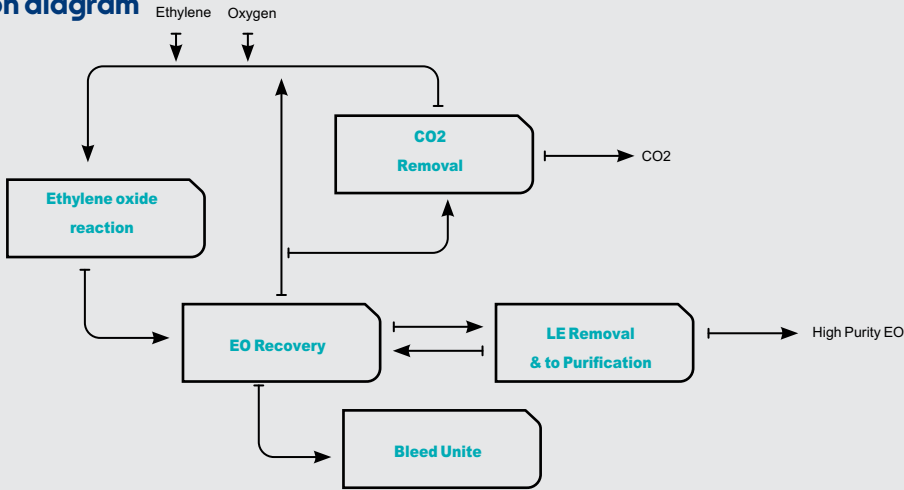 on diagram
Ethylene
Oxygen
CO2
Removal
CO2
Ethylene oxide
reaction
EO Recovery
LE Removal
& to Purification
High Purity EO
Bleed Unite